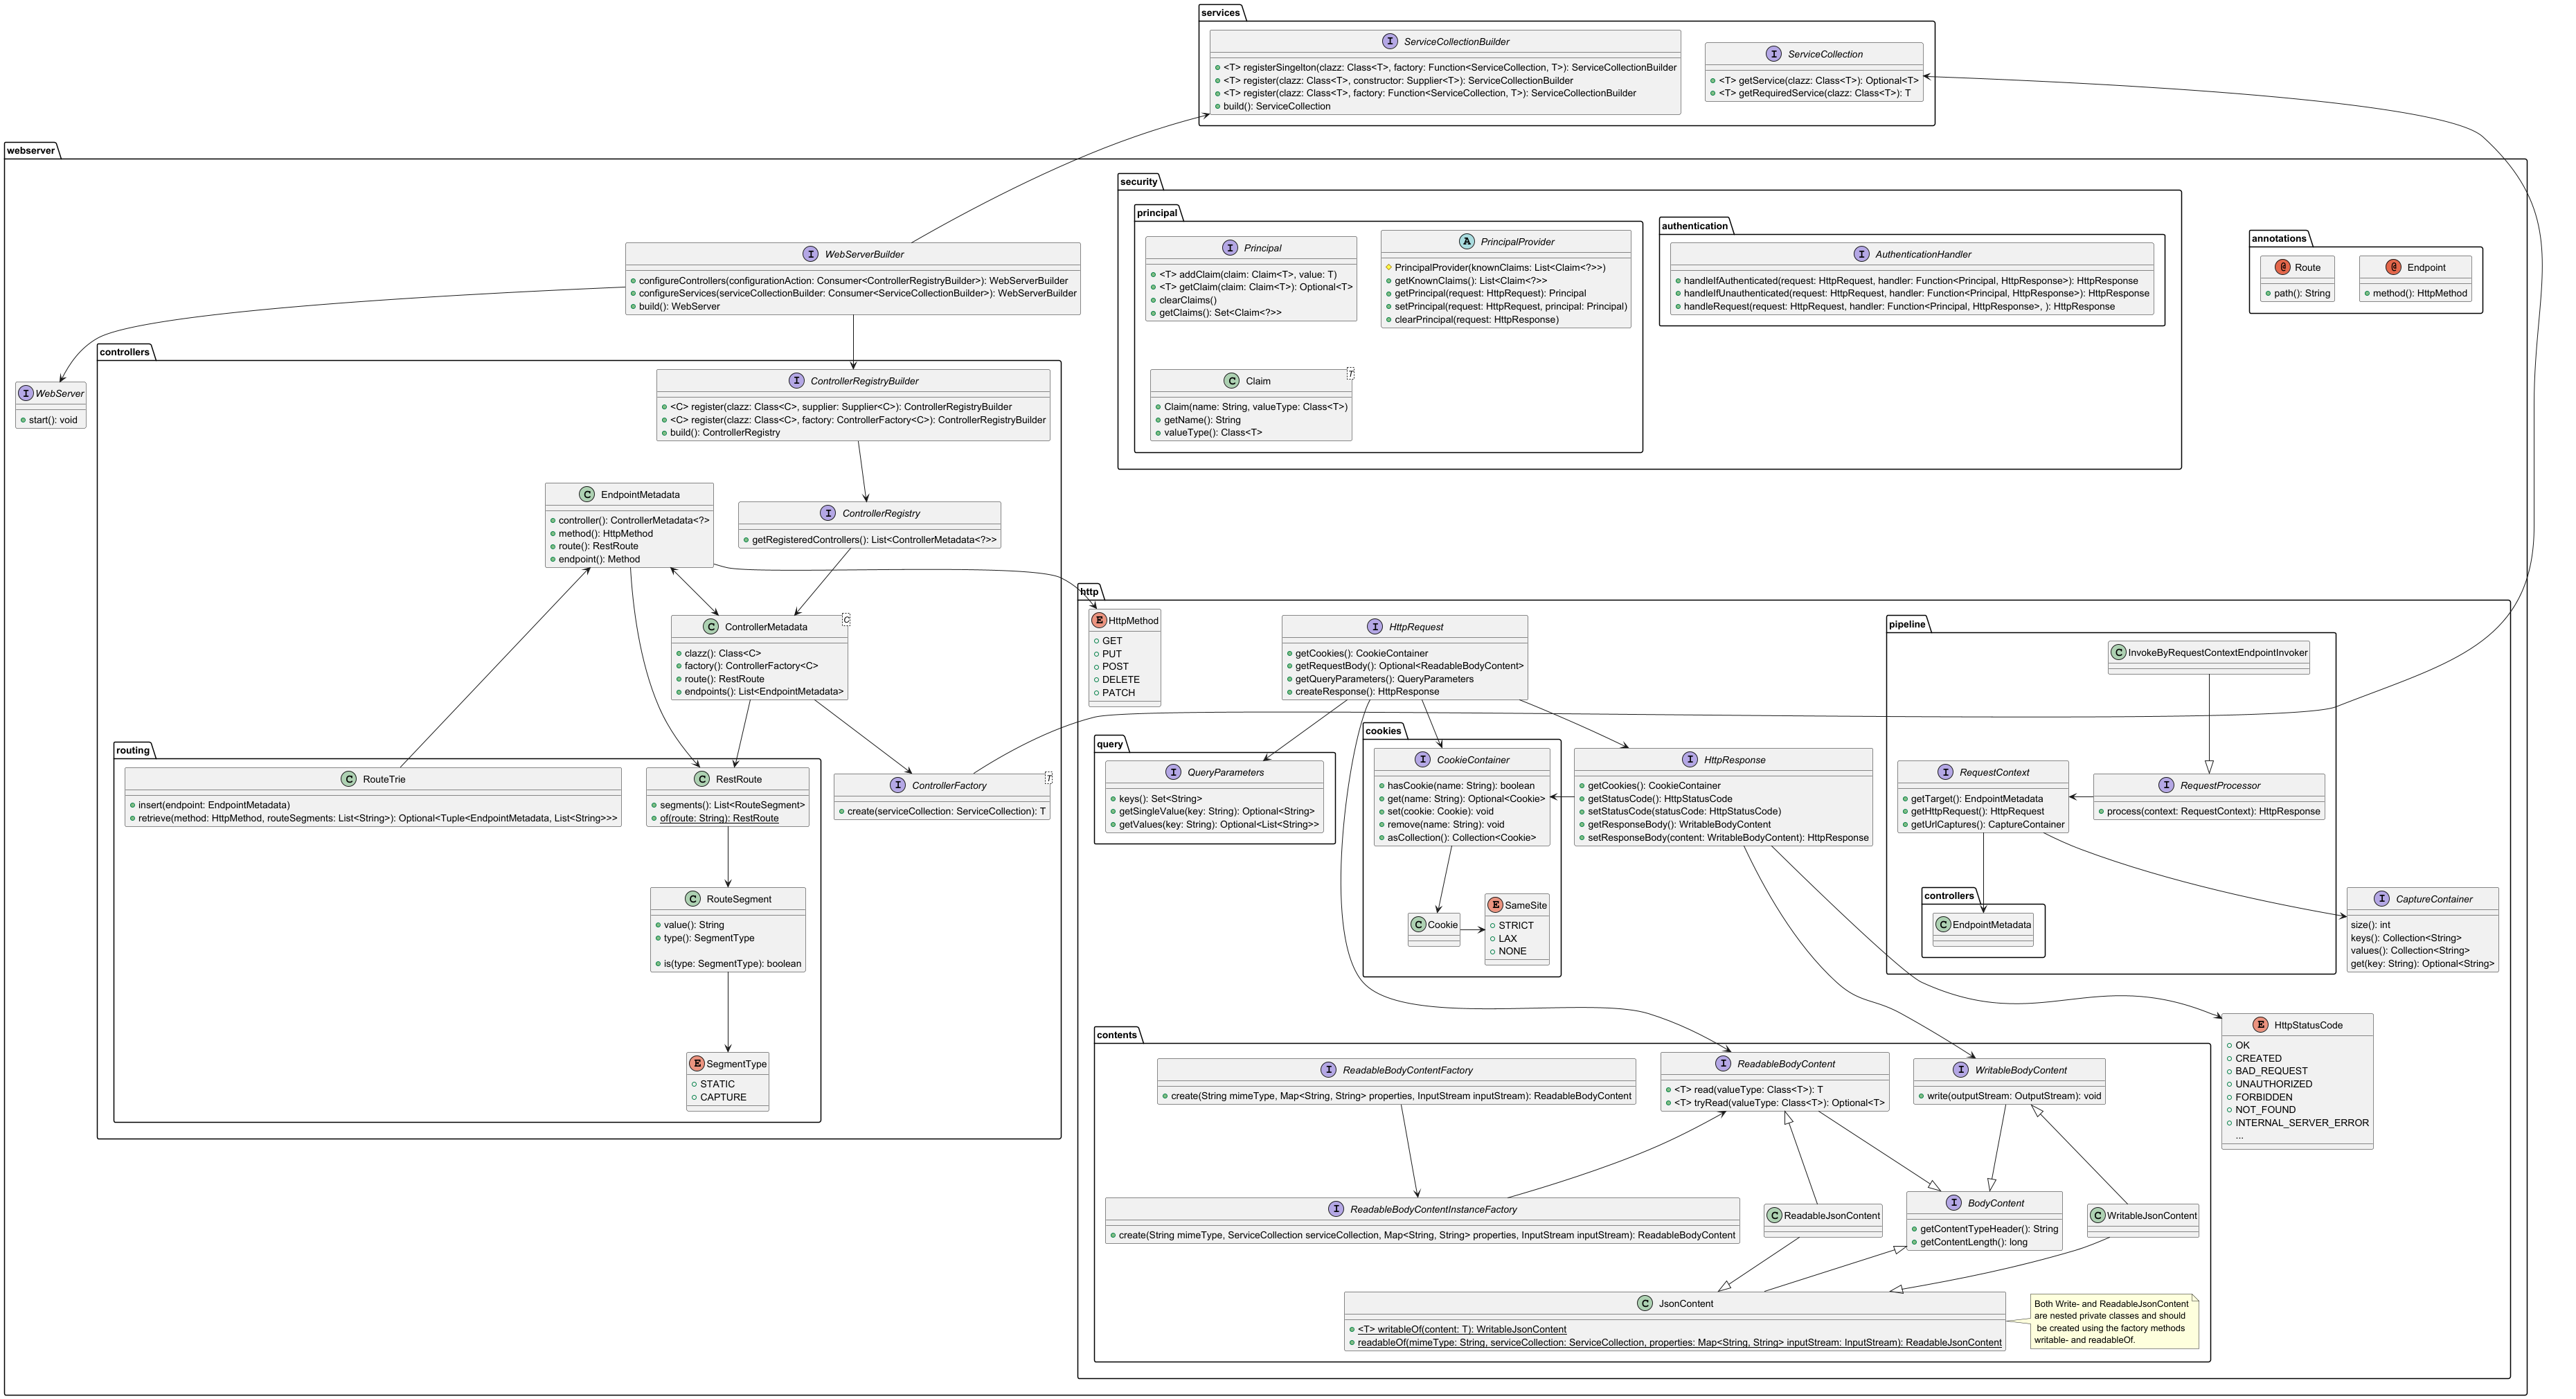 services
I ServiceCollectionBuilder
<T> registerSingelton(clazz: Class<T>, factory: Function<ServiceCollection, T>): ServiceCollectionBuilder
<T> register(clazz: Class<T>, constructor: Supplier<T>): ServiceCollectionBuilder
<T> register(clazz: Class<T>, factory: Function<ServiceCollection, T>): ServiceCollectionBuilder
build(): ServiceCollection
I ServiceCollection
<T> getService(clazz: Class<T>): Optional<T>
<T> getRequiredService(clazz: Class<T>): T
webserver
I WebServerBuilder
configureControllers(configurationAction: Consumer<ControllerRegistryBuilder>): WebServerBuilder
configureServices(serviceCollectionBuilder: Consumer<ServiceCollectionBuilder>): WebServerBuilder
build(): WebServer
security
principal
I Principal
<T> addClaim(claim: Claim<T>, value: T)
<T> getClaim(claim: Claim<T>): Optional<T>
clearClaims()
getClaims(): Set<Claim<?>>
A PrincipalProvider
PrincipalProvider(knownClaims: List<Claim<?>>)
getKnownClaims(): List<Claim<?>>
getPrincipal(request: HttpRequest): Principal
setPrincipal(request: HttpRequest, principal: Principal)
clearPrincipal(request: HttpResponse)
C Claim T
Claim(name: String, valueType: Class<T>)
getName(): String
valueType(): Class<T>
authentication
I AuthenticationHandler
handleIfAuthenticated(request: HttpRequest, handler: Function<Principal, HttpResponse>): HttpResponse
handleIfUnauthenticated(request: HttpRequest, handler: Function<Principal, HttpResponse>): HttpResponse
handleRequest(request: HttpRequest, handler: Function<Principal, HttpResponse>, ): HttpResponse
annotations
@ Route
path(): String
@ Endpoint
method(): HttpMethod
I WebServer
start(): void
controllers
I ControllerRegistryBuilder
<C> register(clazz: Class<C>, supplier: Supplier<C>): ControllerRegistryBuilder
<C> register(clazz: Class<C>, factory: ControllerFactory<C>): ControllerRegistryBuilder
build(): ControllerRegistry
C EndpointMetadata
controller(): ControllerMetadata<?>
method(): HttpMethod
route(): RestRoute
endpoint(): Method
I ControllerRegistry
getRegisteredControllers(): List<ControllerMetadata<?>>
C ControllerMetadata C
clazz(): Class<C>
factory(): ControllerFactory<C>
route(): RestRoute
endpoints(): List<EndpointMetadata>
routing
C RouteTrie
insert(endpoint: EndpointMetadata)
retrieve(method: HttpMethod, routeSegments: List<String>): Optional<Tuple<EndpointMetadata, List<String>>>
C RestRoute
segments(): List<RouteSegment>
of(route: String): RestRoute
I ControllerFactory T
create(serviceCollection: ServiceCollection): T
C RouteSegment
value(): String
type(): SegmentType
is(type: SegmentType): boolean
E SegmentType
STATIC
CAPTURE
http
E HttpMethod
GET
PUT
POST
DELETE
PATCH
I HttpRequest
getCookies(): CookieContainer
getRequestBody(): Optional<ReadableBodyContent>
getQueryParameters(): QueryParameters
createResponse(): HttpResponse
query
I QueryParameters
keys(): Set<String>
getSingleValue(key: String): Optional<String>
getValues(key: String): Optional<List<String>>
cookies
I CookieContainer
hasCookie(name: String): boolean
get(name: String): Optional<Cookie>
set(cookie: Cookie): void
remove(name: String): void
asCollection(): Collection<Cookie>
C Cookie
E SameSite
STRICT
LAX
NONE
I HttpResponse
getCookies(): CookieContainer
getStatusCode(): HttpStatusCode
setStatusCode(statusCode: HttpStatusCode)
getResponseBody(): WritableBodyContent
setResponseBody(content: WritableBodyContent): HttpResponse
pipeline
C InvokeByRequestContextEndpointInvoker
I RequestContext
getTarget(): EndpointMetadata
getHttpRequest(): HttpRequest
getUrlCaptures(): CaptureContainer
I RequestProcessor
process(context: RequestContext): HttpResponse
controllers
C EndpointMetadata
I CaptureContainer
size(): int
keys(): Collection<String>
values(): Collection<String>
get(key: String): Optional<String>
E HttpStatusCode
OK
CREATED
BAD_REQUEST
UNAUTHORIZED
FORBIDDEN
NOT_FOUND
INTERNAL_SERVER_ERROR
...
contents
I ReadableBodyContentFactory
create(String mimeType, Map<String, String> properties, InputStream inputStream): ReadableBodyContent
I ReadableBodyContent
<T> read(valueType: Class<T>): T
<T> tryRead(valueType: Class<T>): Optional<T>
I WritableBodyContent
write(outputStream: OutputStream): void
I ReadableBodyContentInstanceFactory
create(String mimeType, ServiceCollection serviceCollection, Map<String, String> properties, InputStream inputStream): ReadableBodyContent
C ReadableJsonContent
I BodyContent
getContentTypeHeader(): String
getContentLength(): long
C WritableJsonContent
C JsonContent
<T> writableOf(content: T): WritableJsonContent
readableOf(mimeType: String, serviceCollection: ServiceCollection, properties: Map<String, String> inputStream: InputStream): ReadableJsonContent
Both Write- and ReadableJsonContent
are nested private classes and should
be created using the factory methods
writable- and readableOf.